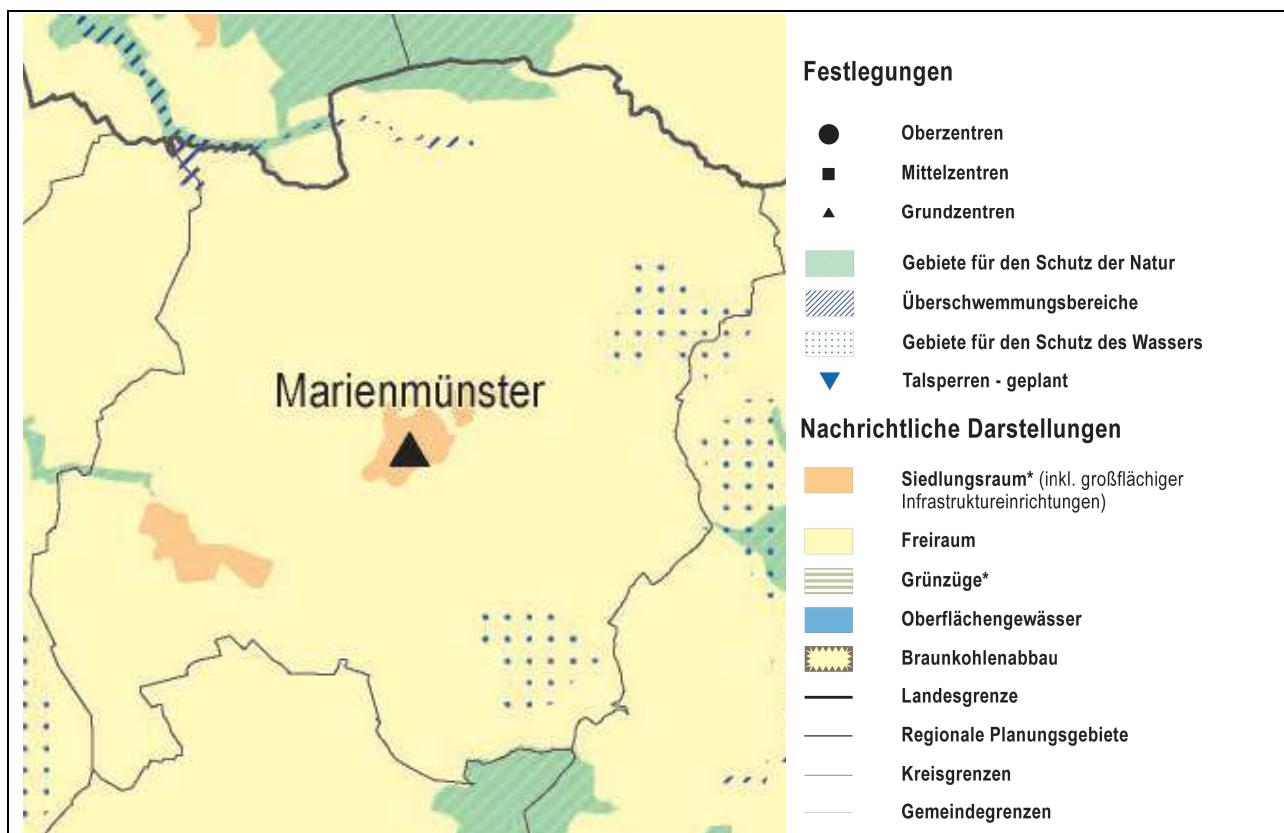 Marienmünster
Festlegungen
Oberzentren
Mittelzentren
Grundzentren
Gebiete für den Schutz der Natur
Überschwemmungsbereiche
Gebiete für den Schutz des Wassers
Talsperren - geplant
Nachrichtliche Darstellungen
Siedlungsraum* (inkl. großflächiger
Infrastruktureinrichtungen)
Freiraum
Grünzüge*
Oberflächengewässer
Braunkohlenabbau
Landesgrenze
Regionale Planungsgebiete
Kreisgrenzen
Gemeindegrenzen